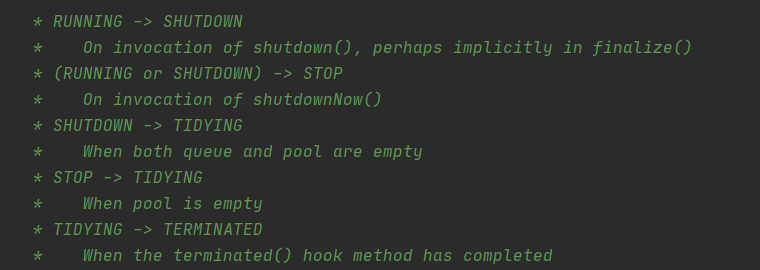 * RUNNING -> SHUTDOWN
*    On invocation of shutdown(), perhaps implicitly in finalize()
* (RUNNING or SHUTDOWN) -> STOP
*    On invocation of shutdownNow()
* SHUTDOWN -> TIDYING
*    When both queue and pool are empty
* STOP -> TIDYING
*    When pool is empty
* TIDYING -> TERMINATED
*    When the terminated() hook method has completed